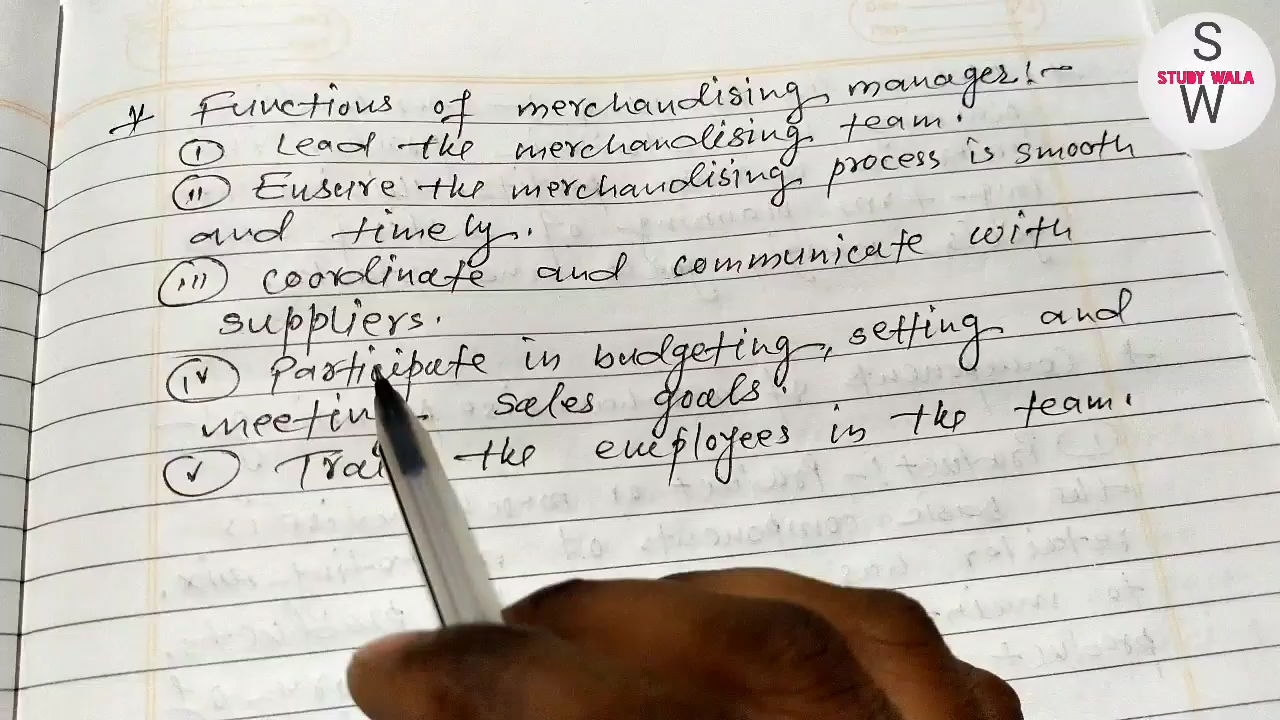 Functions of merchandising manager:-
(i) Lead the merchandising team.
(ii) Ensure the merchandising process is smooth
and timely.
(iii) coordinate and communicate with
suppliers.
(iv) Participate in budgeting, setting and
meeting sales goals.
(v) Train the employees in the team.
S
STUDY WALA
W